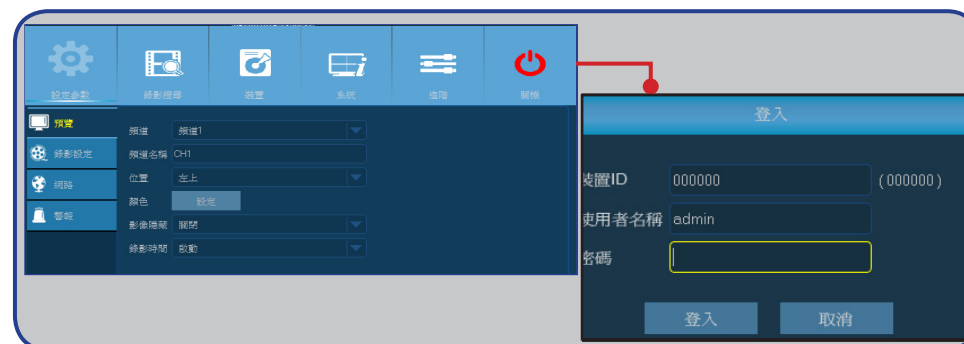 設定參數 錄影搜尋 裝置 系統 進階 關機
預覽
錄影設定
網路
警報
頻道 頻道1
頻道名稱 CH1
位置 左上
顏色 設定
影像隱藏 關閉
錄影時間 啟動
登入
裝置ID 000000 (000000)
使用者名稱 admin
密碼
登入 取消